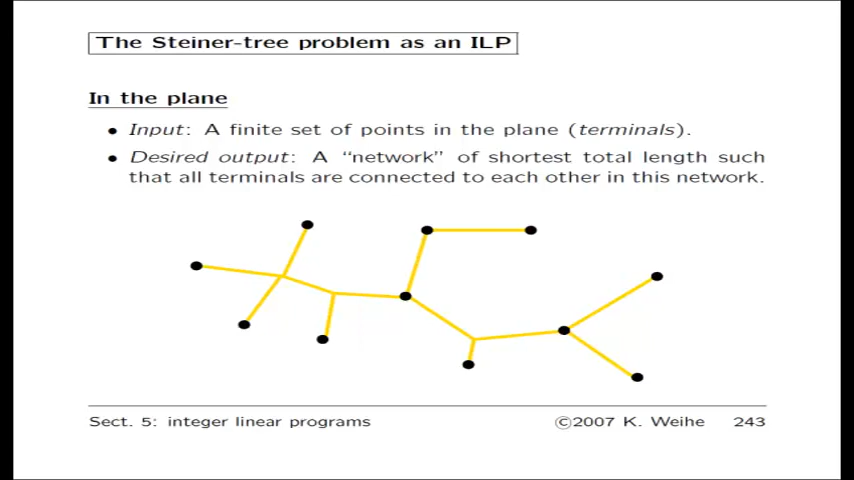 The Steiner-tree problem as an ILP
In the plane
• Input: A finite set of points in the plane (terminals).
• Desired output: A “network” of shortest total length such
that all terminals are connected to each other in this network.
Sect. 5: integer linear programs ©2007 K. Weihe 243